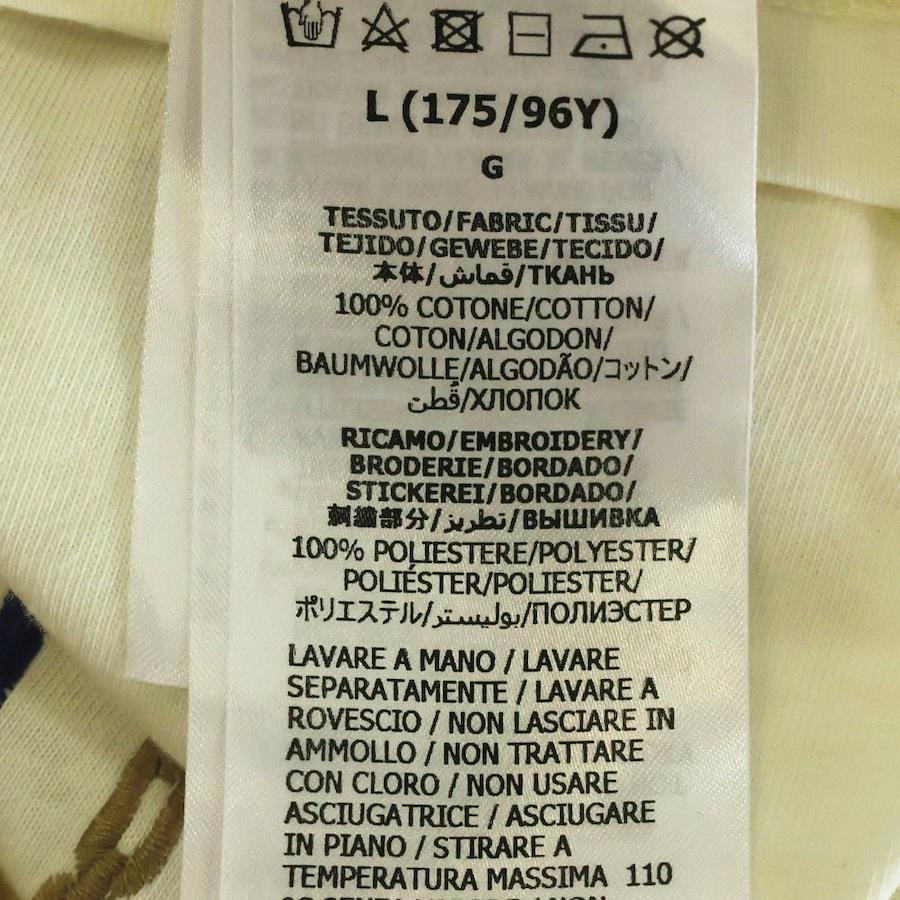 L (175/96Y)
G
TESSUTO/FABRIC/TISSU/
TEJIDO/GEWEBE/TECIDO/
本体/قماش/ТКАНЬ
100% COTONE/COTTON/
COTON/ALGODON/
BAUMWOLLE/ALGODÃO/コットン/
قُطن/ХЛОПОК
RICAMO/EMBROIDERY/
BRODERIE/BORDADO/
STICKEREI/BORDADO/
刺繍部分/تطريز/ВЫШИВКА
100% POLIESTERE/POLYESTER/
POLIÉSTER/POLIESTER/
ポリエステル/بوليستر/ПОЛИЭСТЕР
LAVARE A MANO / LAVARE
SEPARATAMENTE / LAVARE A
ROVESCIO / NON LASCIARE IN
AMMOLLO / NON TRATTARE
CON CLORO / NON USARE
ASCIUGATRICE / ASCIUGARE
IN PIANO / STIRARE A
TEMPERATURA MASSIMA 110